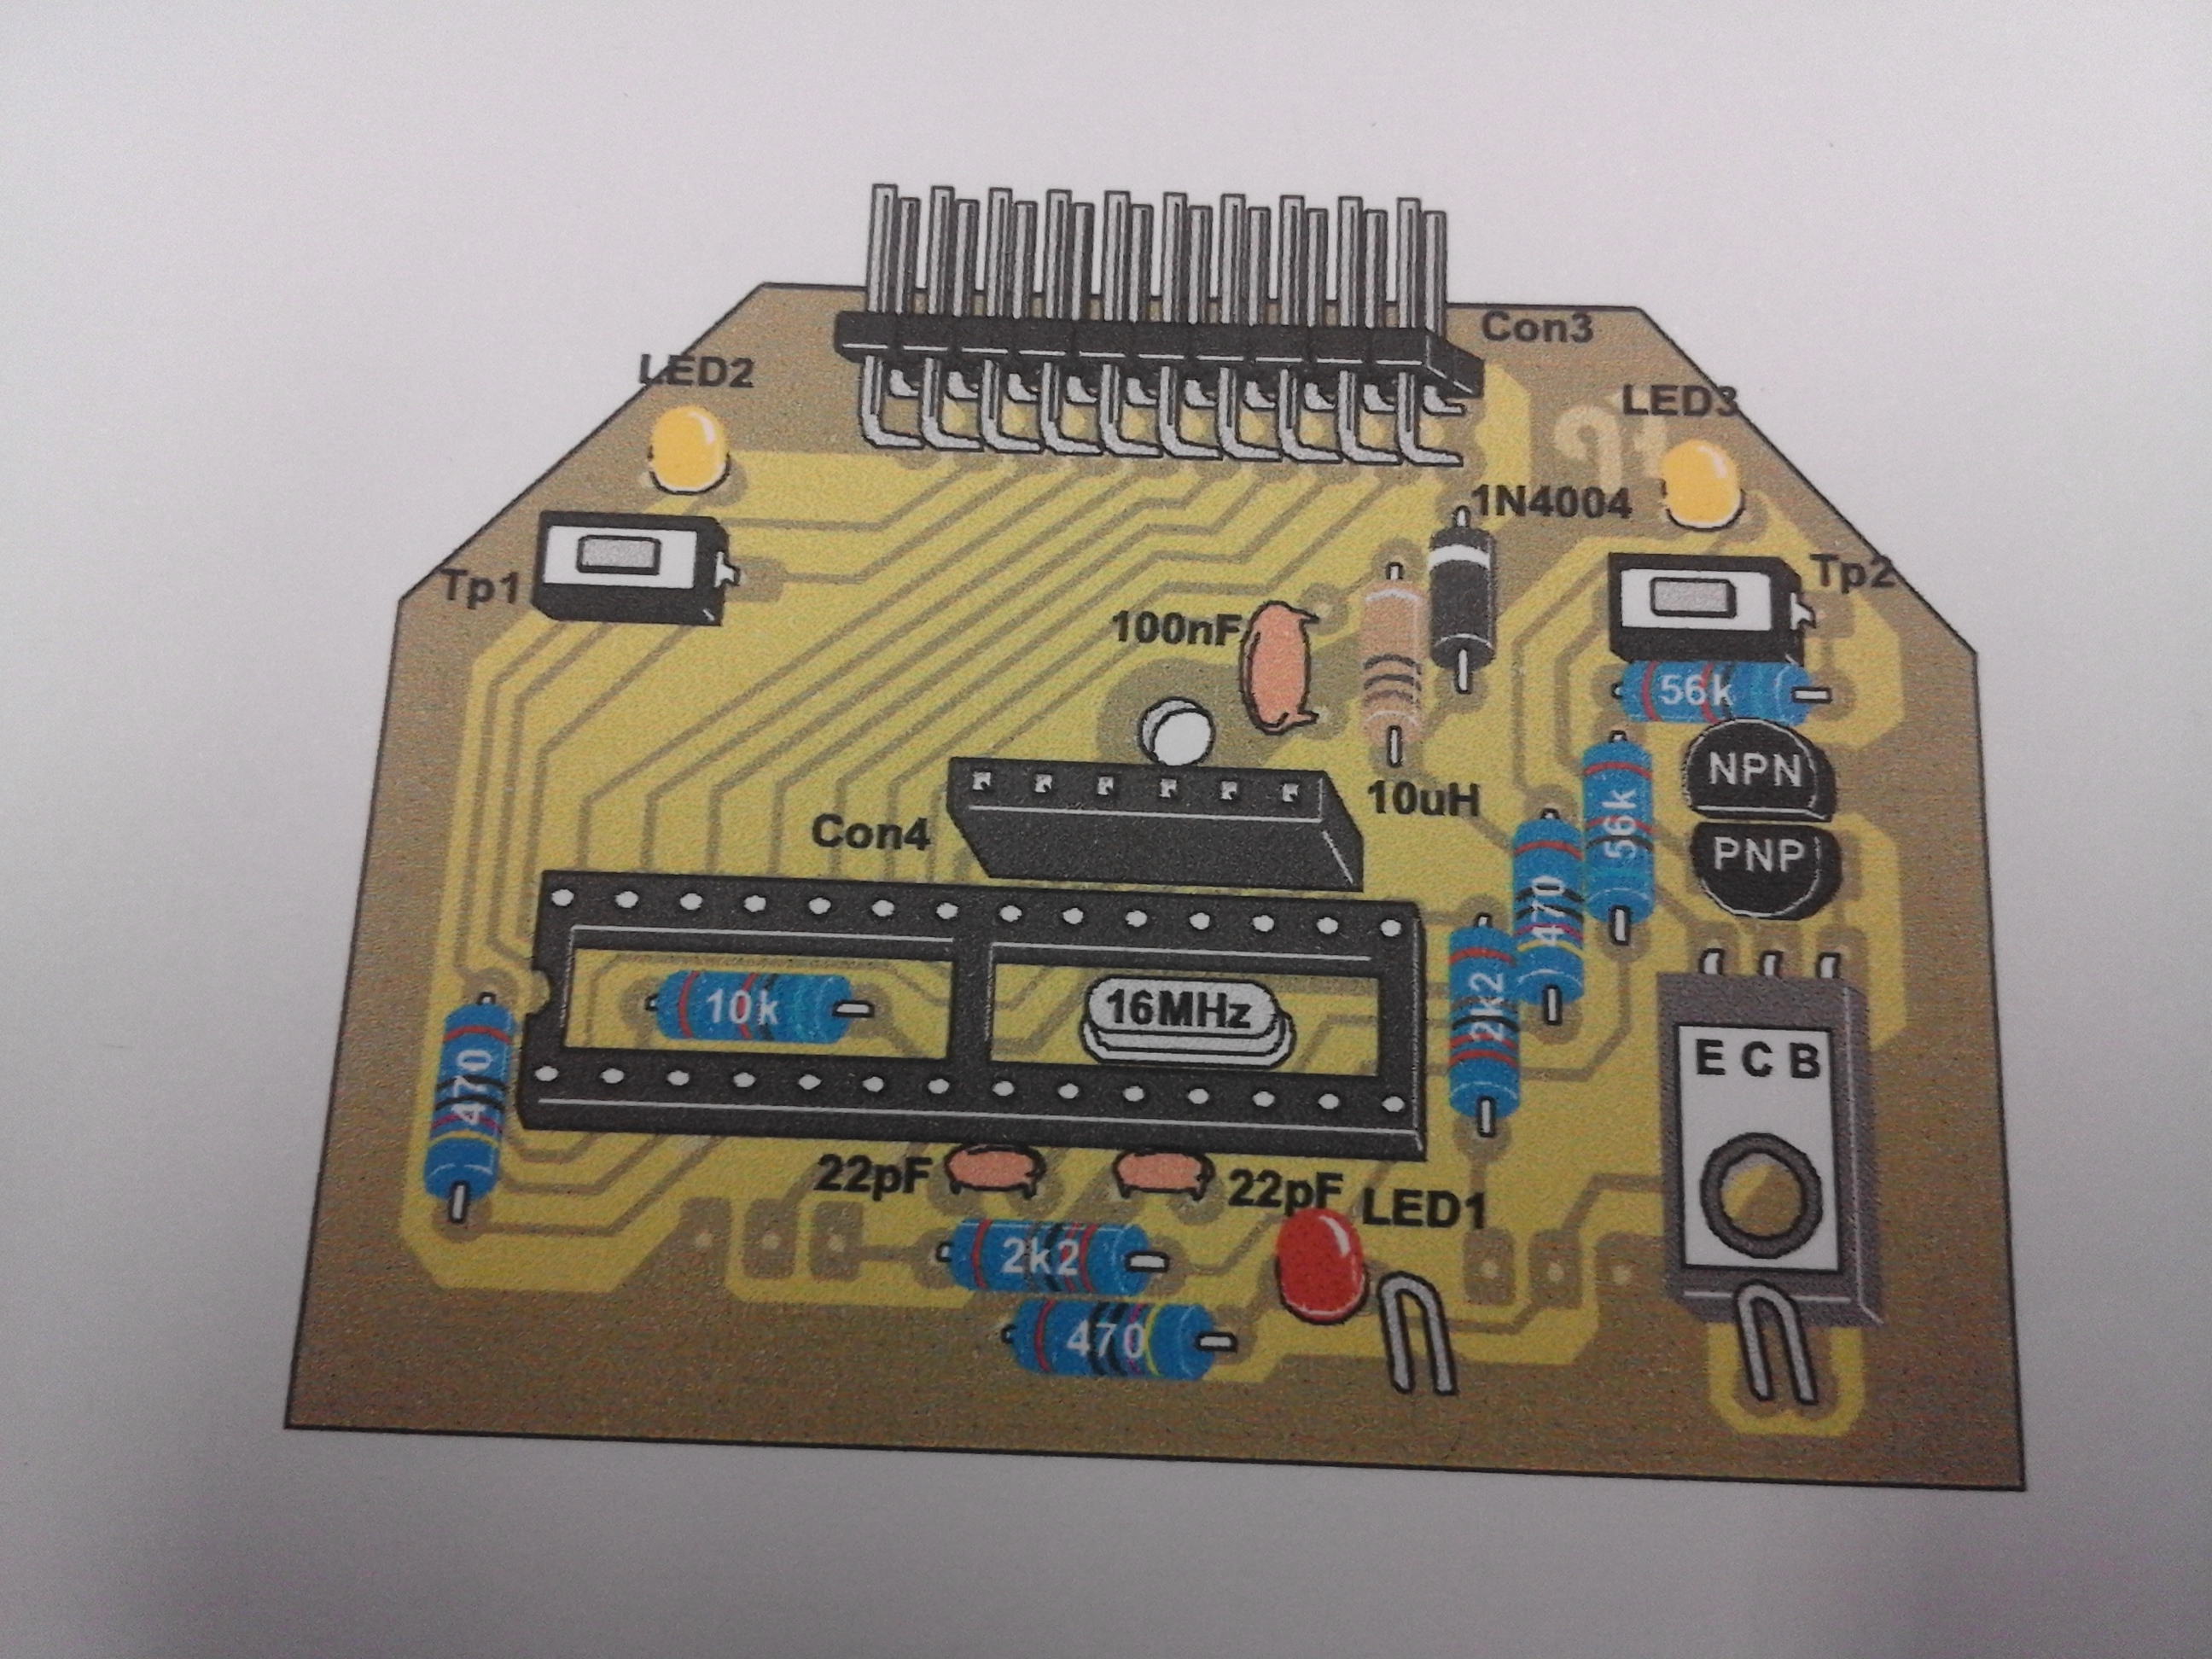 Con3
LED2
LED3
1N4004
Tp1
Tp2
100nF
56k
NPN
10uH
56k
Con4
PNP
470
10k
16MHz
2k2
E C B
470
22pF
22pF
LED1
2k2
470